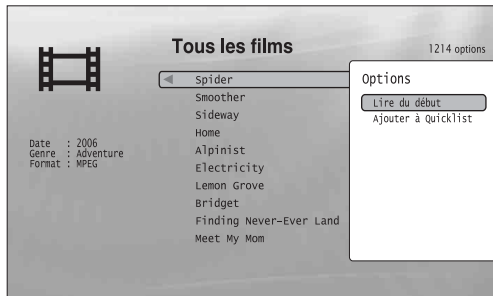 Tous les films
1214 options
Spider
Smoother
Sideway
Home
Alpinist
Electricity
Lemon Grove
Bridget
Finding Never-Ever Land
Meet My Mom
Date : 2006
Genre : Adventure
Format : MPEG
Options
Lire du début
Ajouter à Quicklist